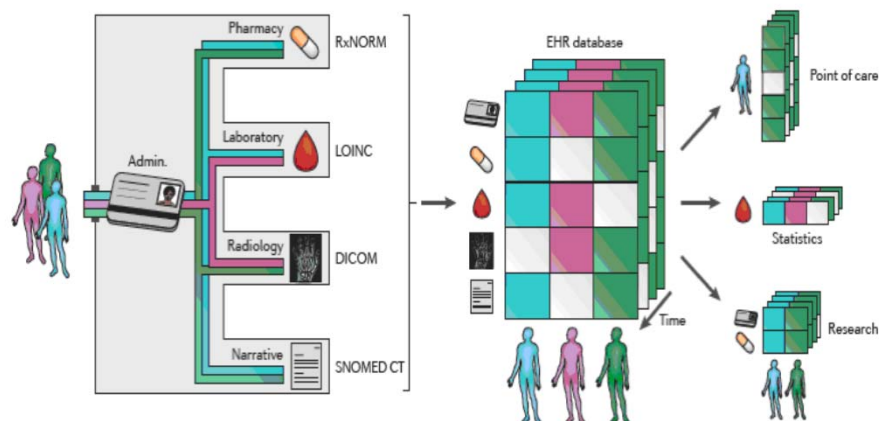 Pharmacy
RxNORM
Laboratory
LOINC
Admin.
Radiology
DICOM
Narrative
SNOMED CT
EHR database
Time
Point of care
Statistics
Research